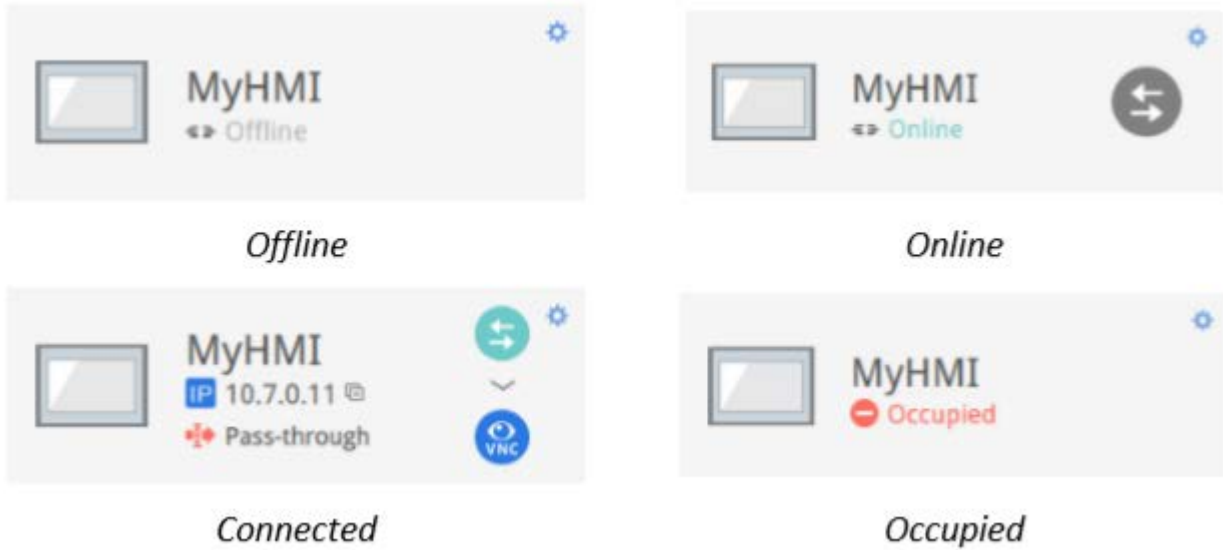 MyHMI
Offline
Offline
MyHMI
Online
Online
MyHMI
IP 10.7.0.11
Pass-through
VNC
Connected
MyHMI
Occupied
Occupied